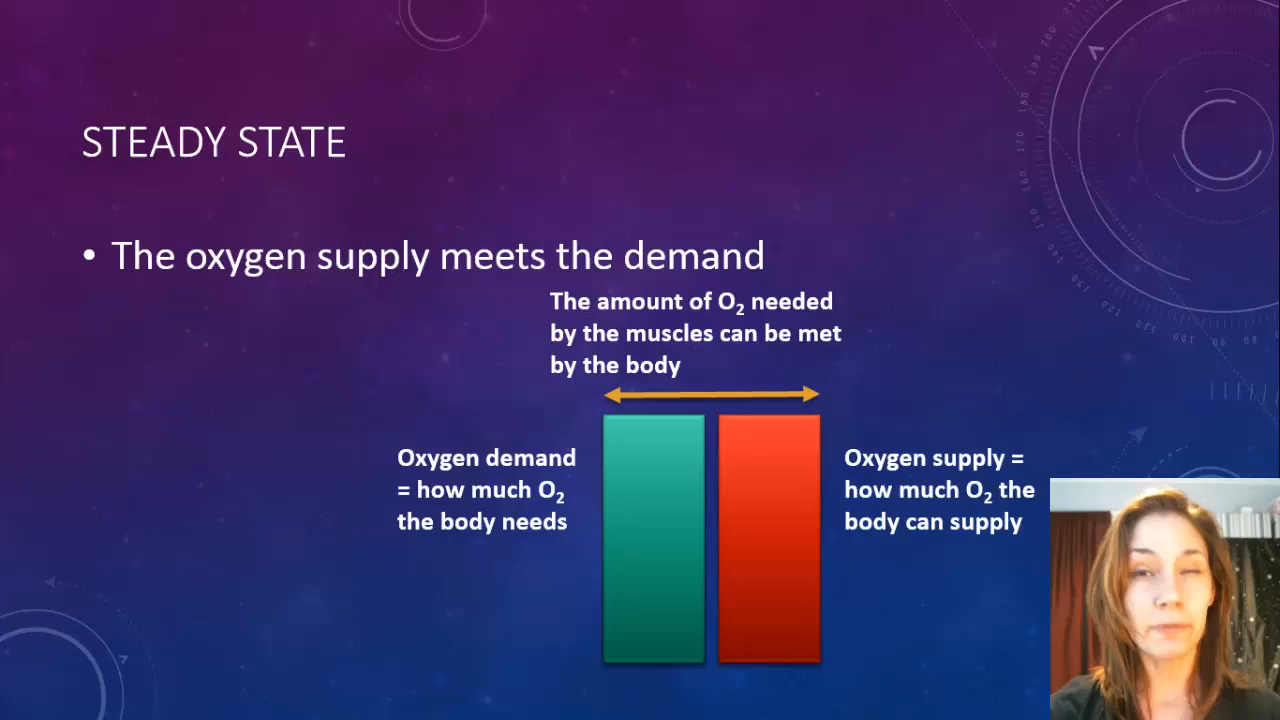 STEADY STATE
• The oxygen supply meets the demand
The amount of O₂ needed
by the muscles can be met
by the body
Oxygen demand
= how much O₂
the body needs
Oxygen supply =
how much O₂ the
body can supply